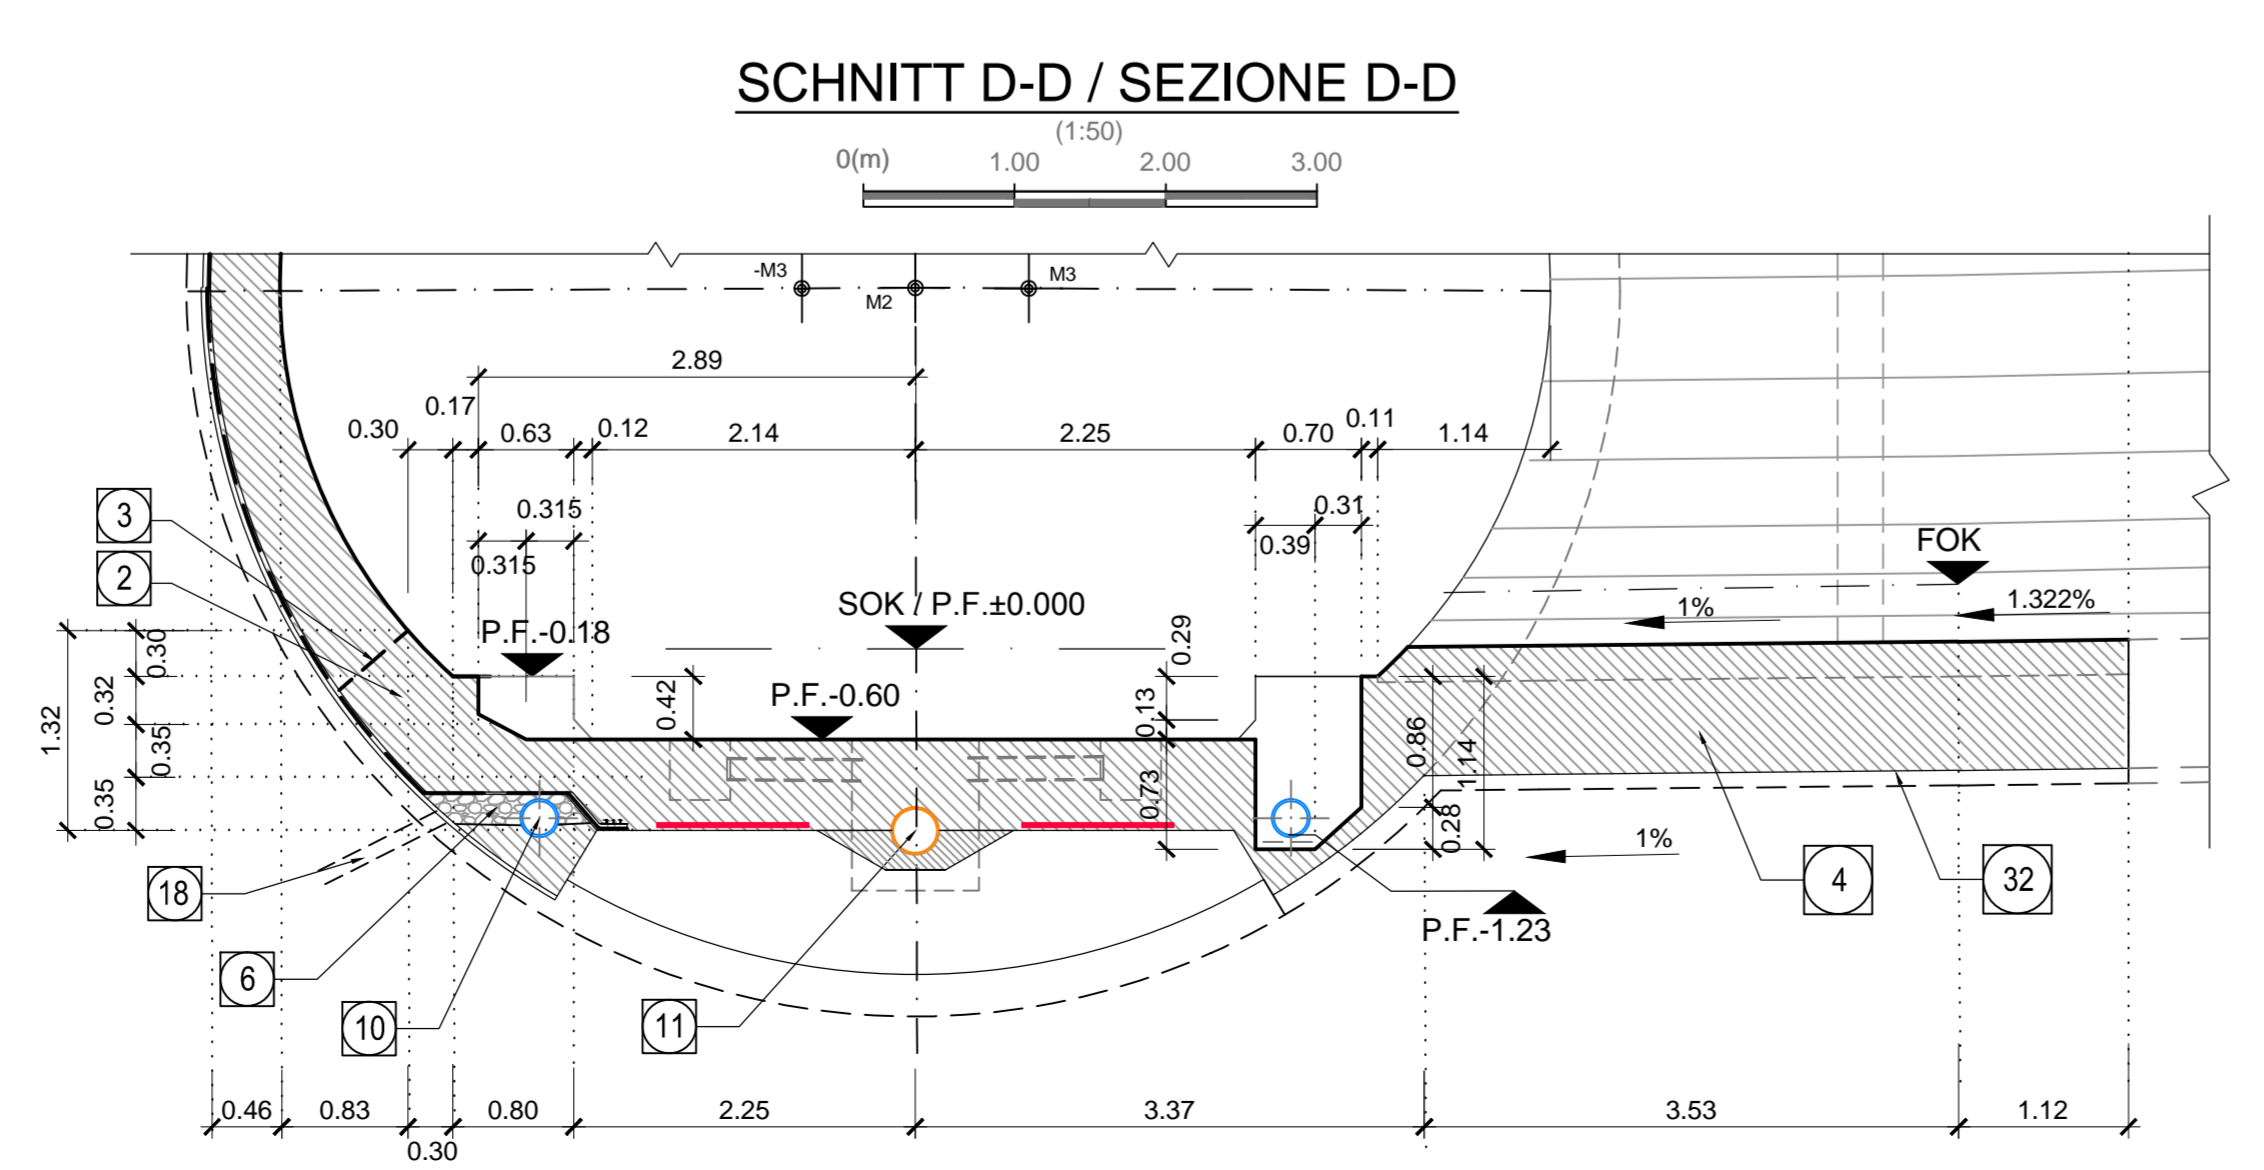 SCHNITT D-D / SEZIONE D-D
(1:50)
0(m) 1.00 2.00 3.00
-M3 M2 M3
2.89
0.30 0.17 0.63 0.12 2.14 2.25 0.70 0.11 1.14
0.315 0.31
0.315 0.39
3
2
FOK
SOK / P.F.±0.000
1% 1.322%
P.F.-0.18
P.F.-0.60
1.32
0.30
0.32
0.35
0.35
0.42
0.29
0.13
0.73
0.86
1.14
0.28
1%
18
4
32
P.F.-1.23
6
10
11
0.46 0.83 0.30 0.80 2.25 3.37 3.53 1.12